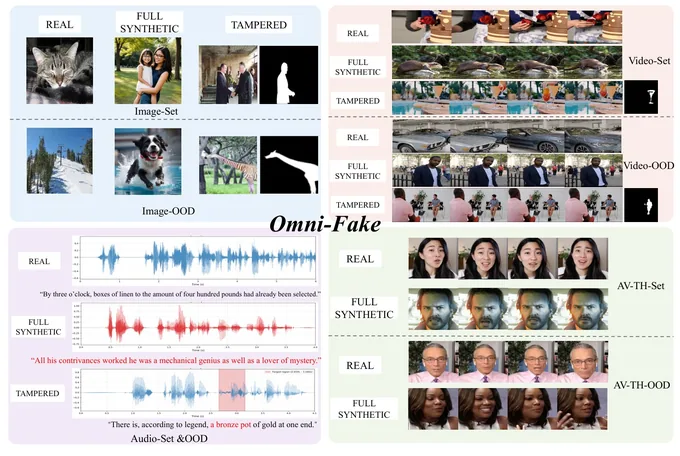 REAL
FULL
SYNTHETIC
TAMPERED
Image-Set
Image-OOD
REAL
FULL
SYNTHETIC
TAMPERED
Video-Set
REAL
FULL
SYNTHETIC
TAMPERED
Video-OOD
Omni-Fake
REAL
"By three o'clock, boxes of linen to the amount of four hundred pounds had already been selected."
FULL
SYNTHETIC
"All his contrivances worked he was a mechanical genius as well as a lover of mystery."
TAMPERED
"There is, according to legend, a bronze pot of gold at one end."
Audio-Set &OOD
REAL
FULL
SYNTHETIC
AV-TH-Set
REAL
FULL
SYNTHETIC
AV-TH-OOD